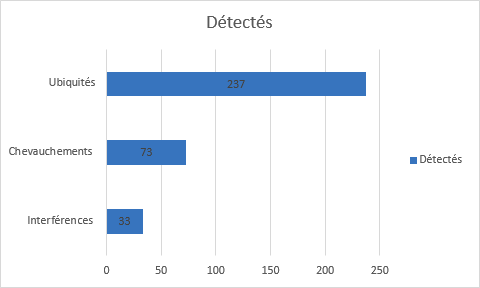 Détectés
Ubiquités
237
Chevauchements
73
Détectés
Interférences
33
0 50 100 150 200 250